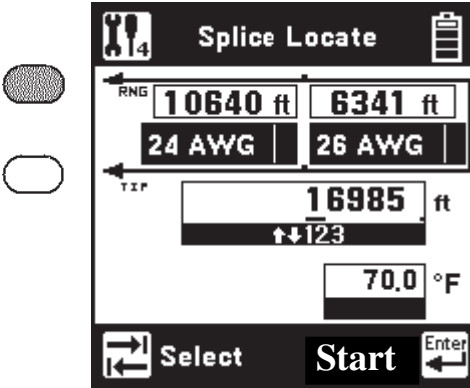 4 Splice Locate
RNG 10640 ft 6341 ft
24 AWG 26 AWG
TIP
16985 ft
123
70.0 °F
Select Start Enter